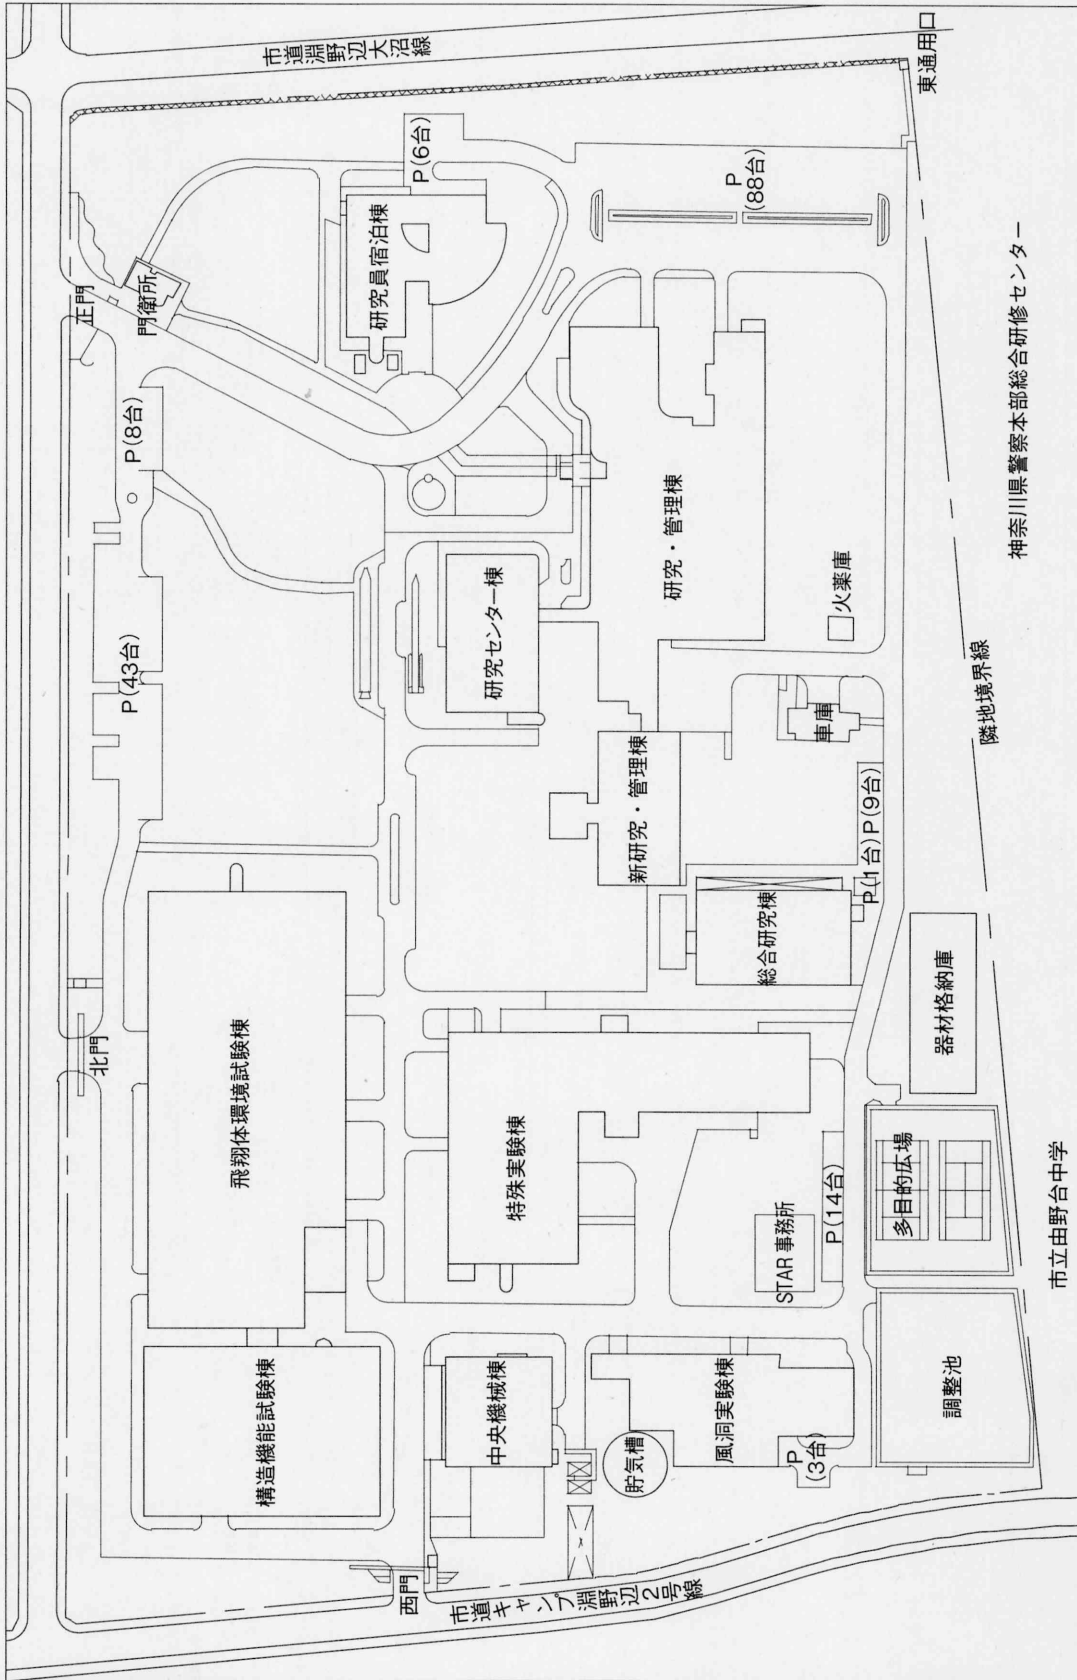 市道淵野辺大沼線
東通用口
P(6台)
P
(88台)
研究員宿泊棟
正門
門衛所
P(8台)
神奈川県警察本部総合研修センター
研究・管理棟
火薬庫
研究センター棟
P(43台)
隣地境界線
車庫
新研究・管理棟
P(1台)P(9台)
総合研究棟
器材格納庫
北門
飛翔体環境試験棟
特殊実験棟
多目的広場
P(14台)
STAR 事務所
市立由野台中学
構造機能試験棟
中央機械棟
風洞実験棟
調整池
貯気槽
P
(3台)
西門
市道キャンプ淵野辺2号線